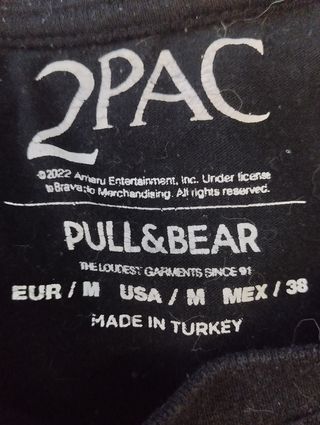 2PAC
©2022 Amaru Entertainment, Inc. Under license
to Bravado Merchandising. All rights reserved.
PULL&BEAR
THE LOUDEST GARMENTS SINCE 91
EUR / M USA / M MEX / 38
MADE IN TURKEY